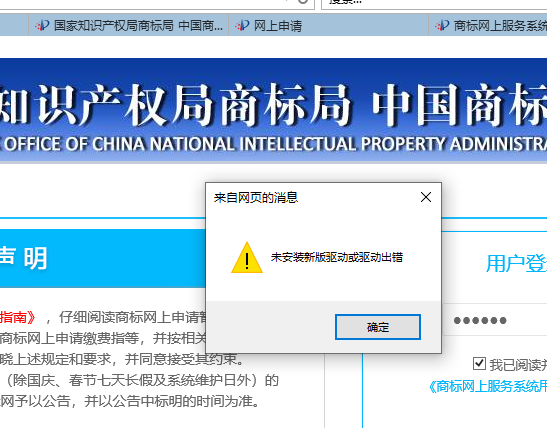 搜索...
国家知识产权局商标局 中国商...
网上申请
商标网上服务系统
知识产权局商标局 中国商标
OFFICE OF CHINA NATIONAL INTELLECTUAL PROPERTY ADMINISTRA
来自网页的消息
未安装新版驱动或驱动出错
确定
声 明
用户登
指南》，仔细阅读商标网上申请暂
商标网上申请缴费指等，并按相关
晓上述规定和要求，并同意接受其约束。
（除国庆、春节七天长假及系统维护日外）的
网予以公告，并以公告中标明的时间为准。
●●●●●●
我已阅读并
《商标网上服务系统用